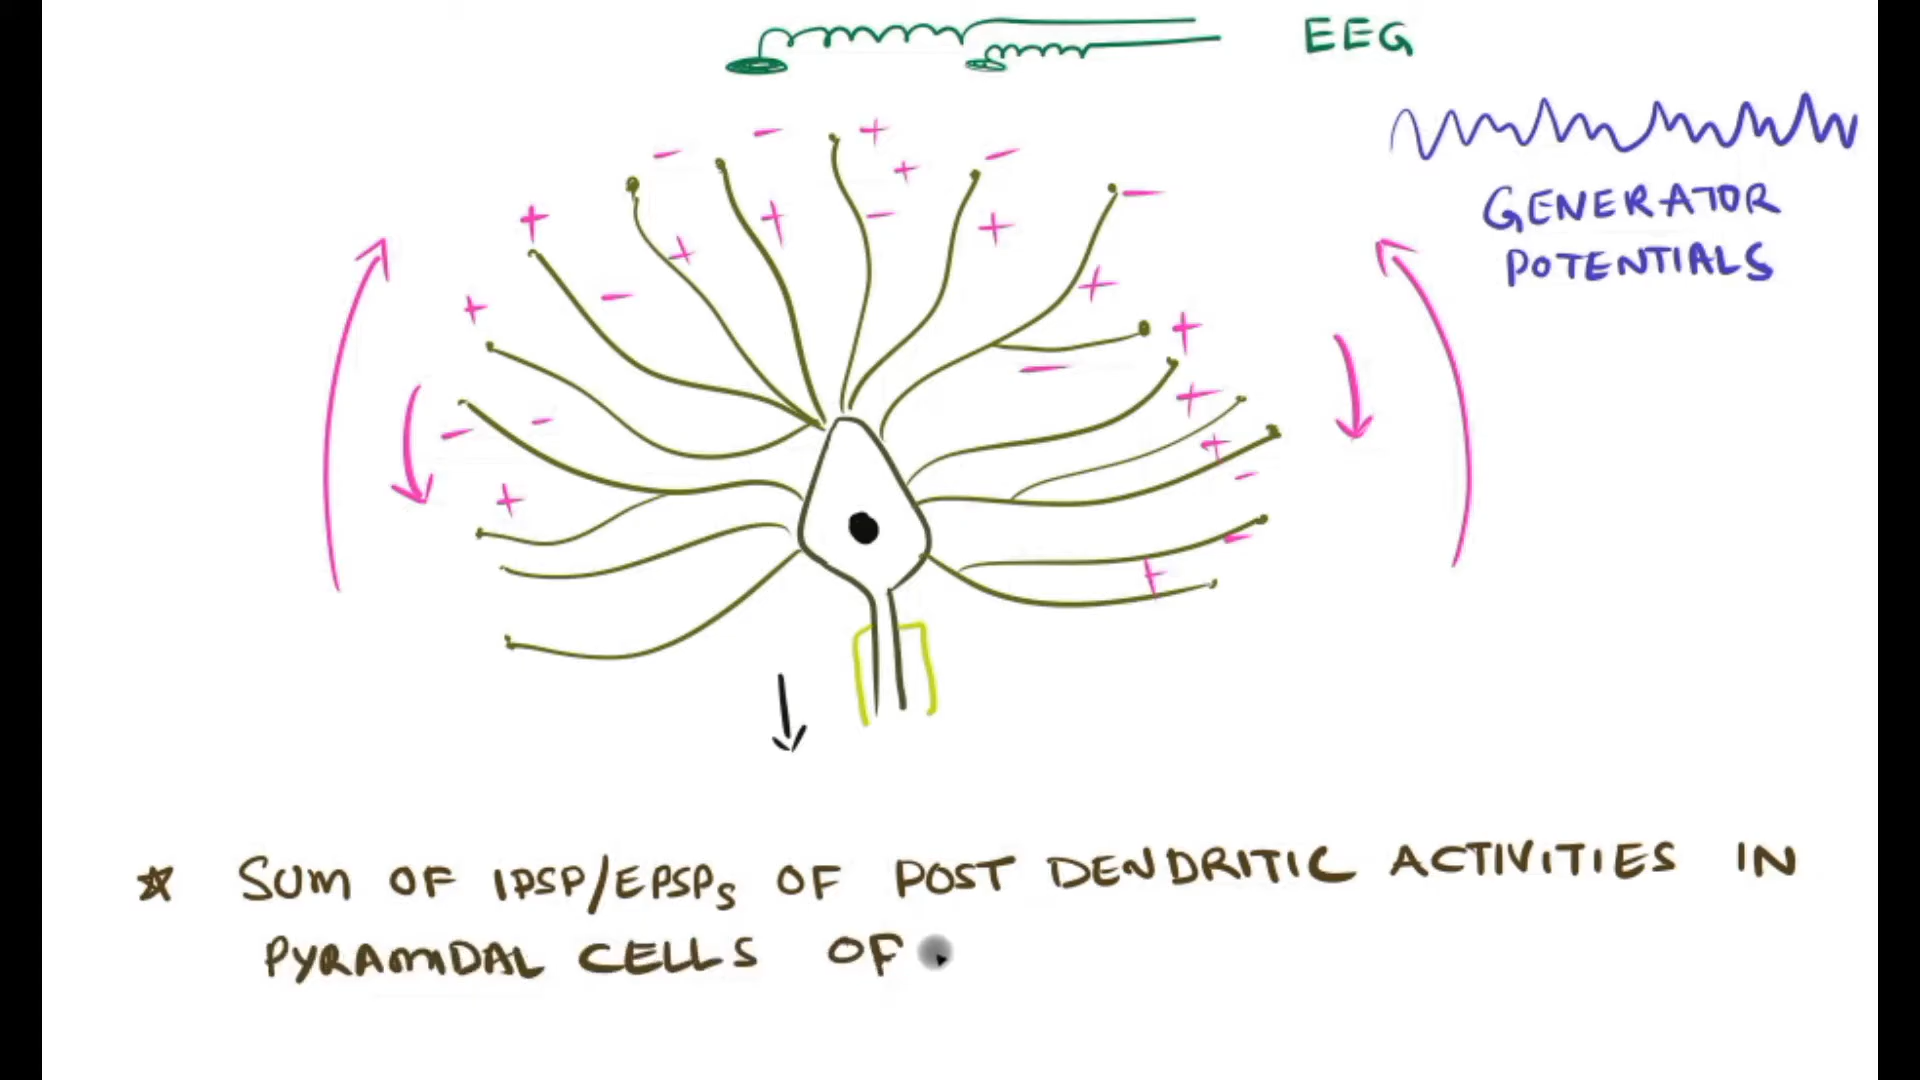 EEG
GENERATOR
POTENTIALS
☆ SUM OF IPSP/EPSPs OF POST DENDRITIC ACTIVITIES IN
PYRAMIDAL CELLS OF